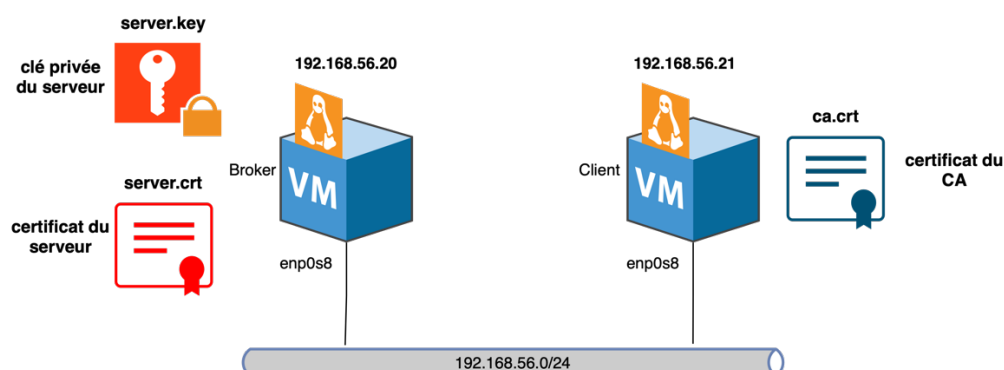 server.key
clé privée
du serveur
192.168.56.20
Broker
VM
enp0s8
server.crt
certificat du
serveur
192.168.56.21
Client
VM
enp0s8
ca.crt
certificat du
CA
192.168.56.0/24